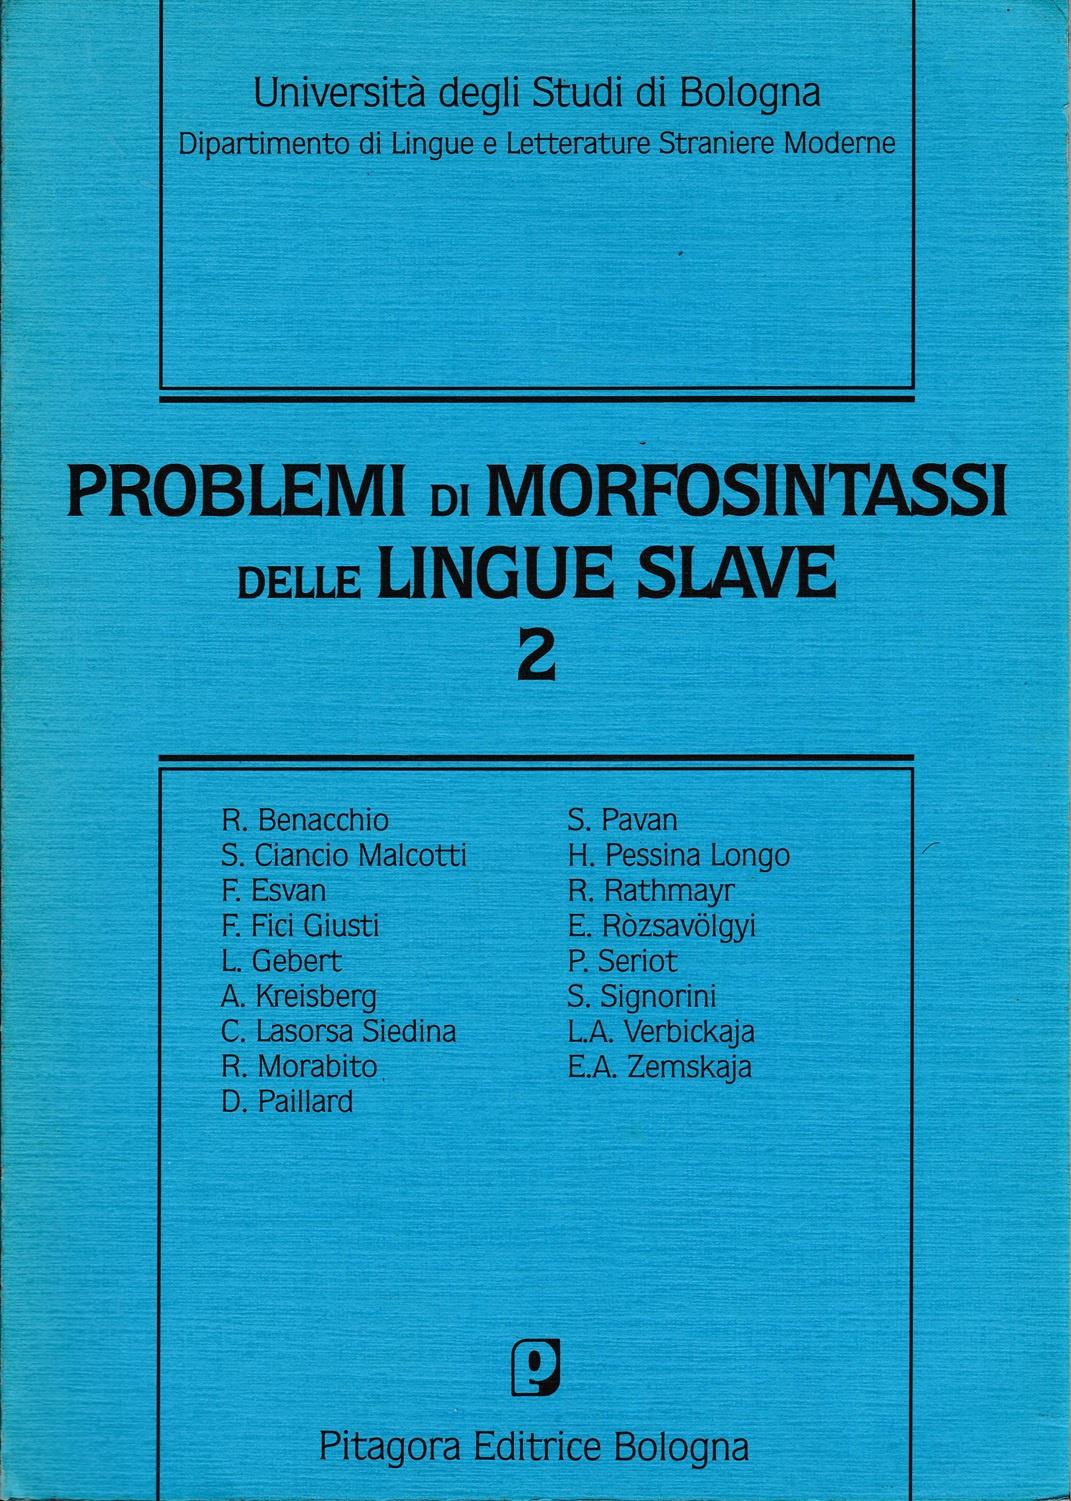 Università degli Studi di Bologna
Dipartimento di Lingue e Letterature Straniere Moderne
PROBLEMI DI MORFOSINTASSI
DELLE LINGUE SLAVE
2
R. Benacchio
S. Ciancio Malcotti
F. Esvan
F. Fici Giusti
L. Gebert
A. Kreisberg
C. Lasorsa Siedina
R. Morabito
D. Paillard
S. Pavan
H. Pessina Longo
R. Rathmayr
E. Ròzsavölgyi
P. Seriot
S. Signorini
L.A. Verbickaja
E.A. Zemskaja
P
Pitagora Editrice Bologna